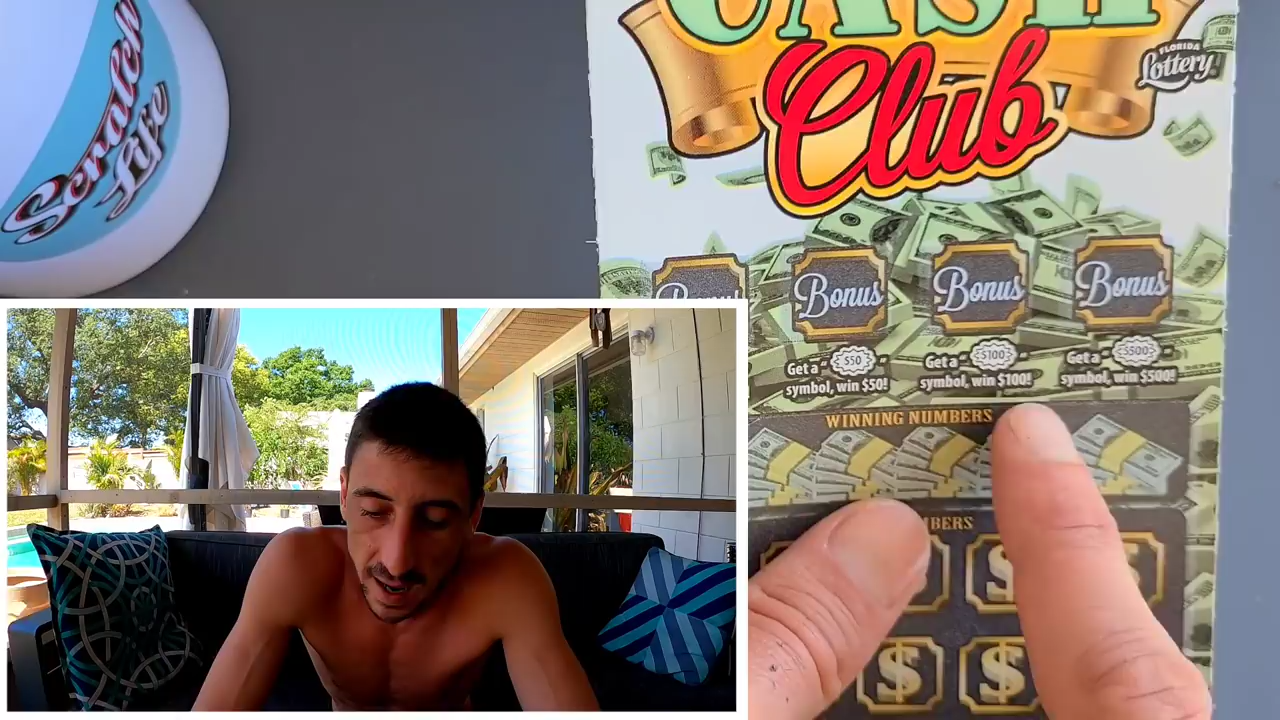 Scratch
Life
CASH
Club
FLORIDA
Lottery
Bonus
Bonus
Bonus
Get a "$50"
symbol, win $50!
Get a "$100"
symbol, win $100!
Get a "$500"
symbol, win $500!
WINNING NUMBERS